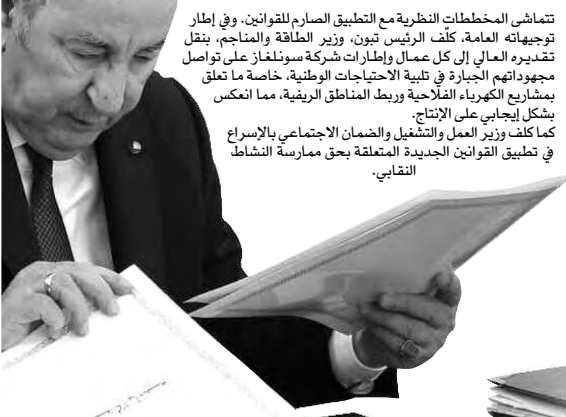 تتماشى المخططات النظرية مع التطبيق الصارم للقوانين. وفي إطار
توجيهاته العامة، كلّف الرئيس تبون، وزير الطاقة والمناجم، بنقل
تقديره العالي إلى كل عمال وإطارات شركة سونلغاز على تواصل
مجهوداتهم الجبارة في تلبية الاحتياجات الوطنية، خاصة ما تعلق
بمشاريع الكهرباء الفلاحية وربط المناطق الريفية، مما انعكس
بشكل إيجابي على الإنتاج.
كما كلف وزير العمل والتشغيل والضمان الاجتماعي بالإسراع
في تطبيق القوانين الجديدة المتعلقة بحق ممارسة النشاط
النقابي.